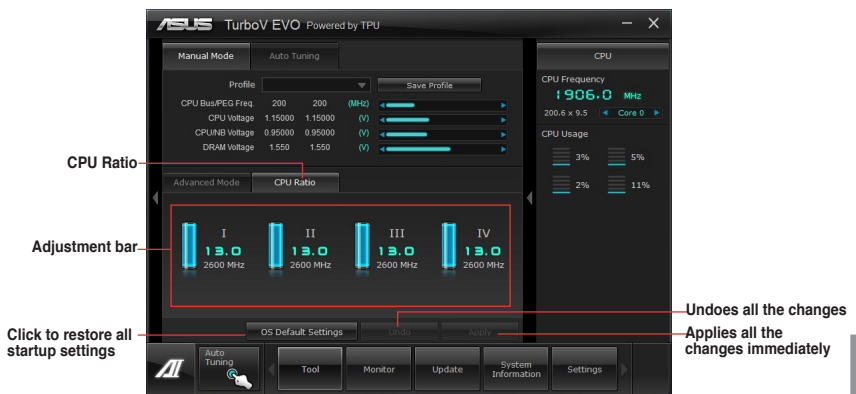 ASUS TurboV EVO Powered by TPU
Manual Mode Auto Tuning
Profile Save Profile
CPU Bus/PEG Freq. 200 200 (MHz)
CPU Voltage 1.15000 1.15000 (V)
CPU/NB Voltage 0.95000 0.95000 (V)
DRAM Voltage 1.550 1.550 (V)
CPU
CPU Frequency
1906.0 MHz
200.6 x 9.5 Core 0
CPU Usage
3% 5%
2% 11%
CPU Ratio
Advanced Mode CPU Ratio
Adjustment bar
I II III IV
13.0 13.0 13.0 13.0
2600 MHz 2600 MHz 2600 MHz 2600 MHz
Undoes all the changes
Click to restore all
startup settings
OS Default Settings Undo Apply
Applies all the
changes immediately
AI
Auto
Tuning
Tool Monitor Update System
Information Settings